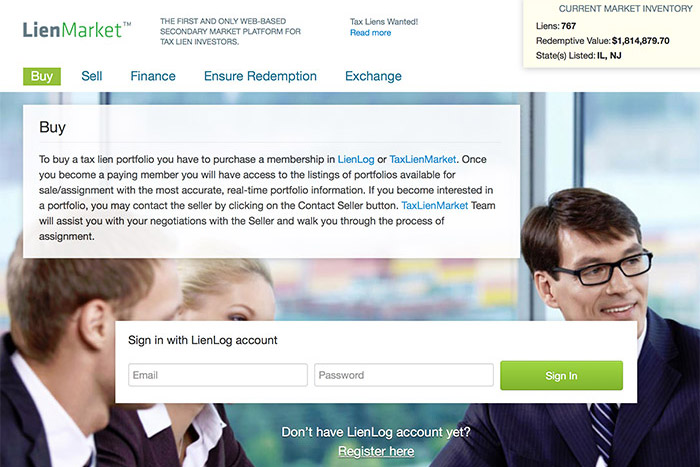 LienMarket™
THE FIRST AND ONLY WEB-BASED
SECONDARY MARKET PLATFORM FOR
TAX LIEN INVESTORS.
Tax Liens Wanted!
Read more
CURRENT MARKET INVENTORY
Liens: 767
Redemptive Value: $1,814,879.70
State(s) Listed: IL, NJ
Buy Sell Finance Ensure Redemption Exchange
Buy
To buy a tax lien portfolio you have to purchase a membership in LienLog or TaxLienMarket. Once
you become a paying member you will have access to the listings of portfolios available for
sale/assignment with the most accurate, real-time portfolio information. If you become interested in
a portfolio, you may contact the seller by clicking on the Contact Seller button. TaxLienMarket Team
will assist you with your negotiations with the Seller and walk you through the process of
assignment.
Sign in with LienLog account
Email Password Sign In
Don't have LienLog account yet?
Register here